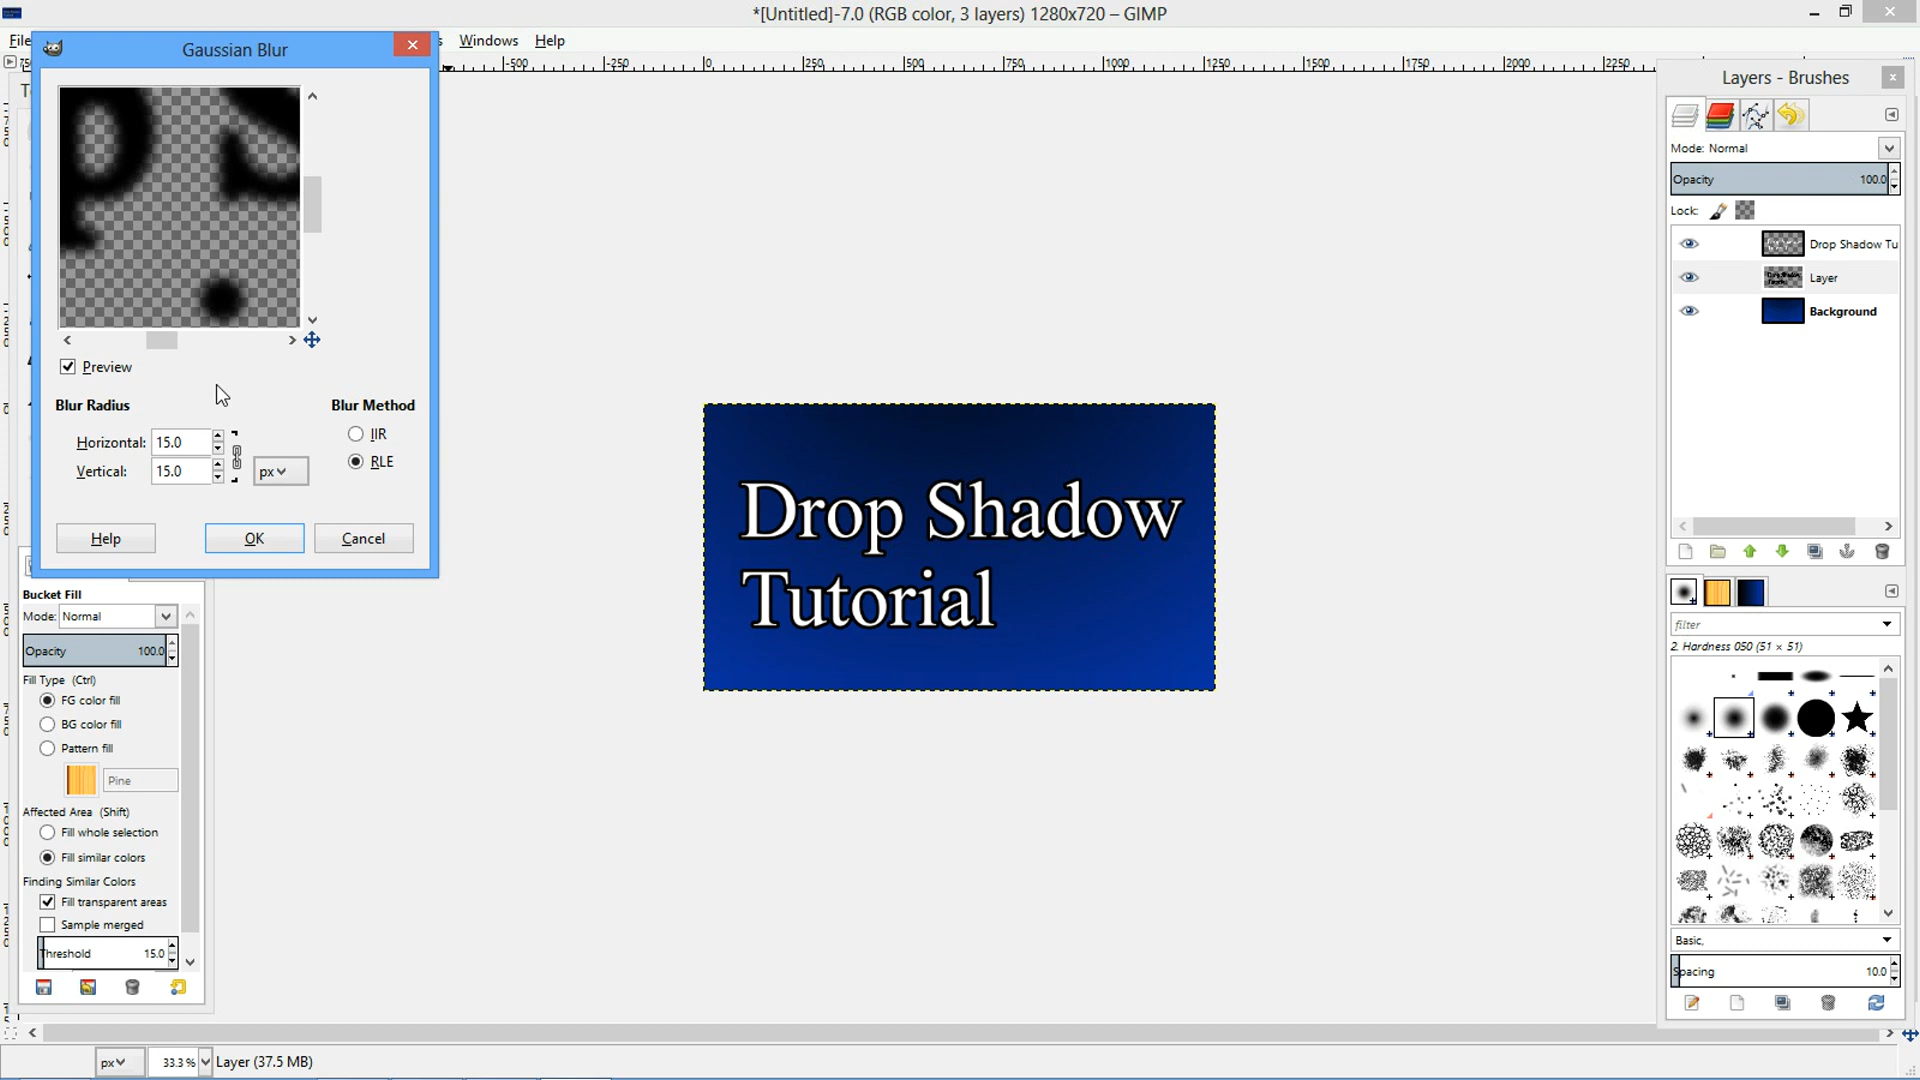 *[Untitled]-7.0 (RGB color, 3 layers) 1280x720 – GIMP
File
Windows Help
Gaussian Blur
-500 -250 0 250 500 750 1000 1250 1500 1750 2000 2250
Preview
Blur Radius
Blur Method
Horizontal: 15.0
IIR
Vertical: 15.0
px
RLE
Help OK Cancel
Bucket Fill
Mode: Normal
Opacity 100.0
Fill Type (Ctrl)
FG color fill
BG color fill
Pattern fill
Pine
Affected Area (Shift)
Fill whole selection
Fill similar colors
Finding Similar Colors
Fill transparent areas
Sample merged
Threshold 15.0
Drop Shadow
Tutorial
Layers - Brushes
Mode: Normal
Opacity 100.0
Lock:
Drop Shadow Tu
Layer
Background
filter
2. Hardness 050 (51 × 51)
Basic,
Spacing 10.0
px 33.3 % Layer (37.5 MB)